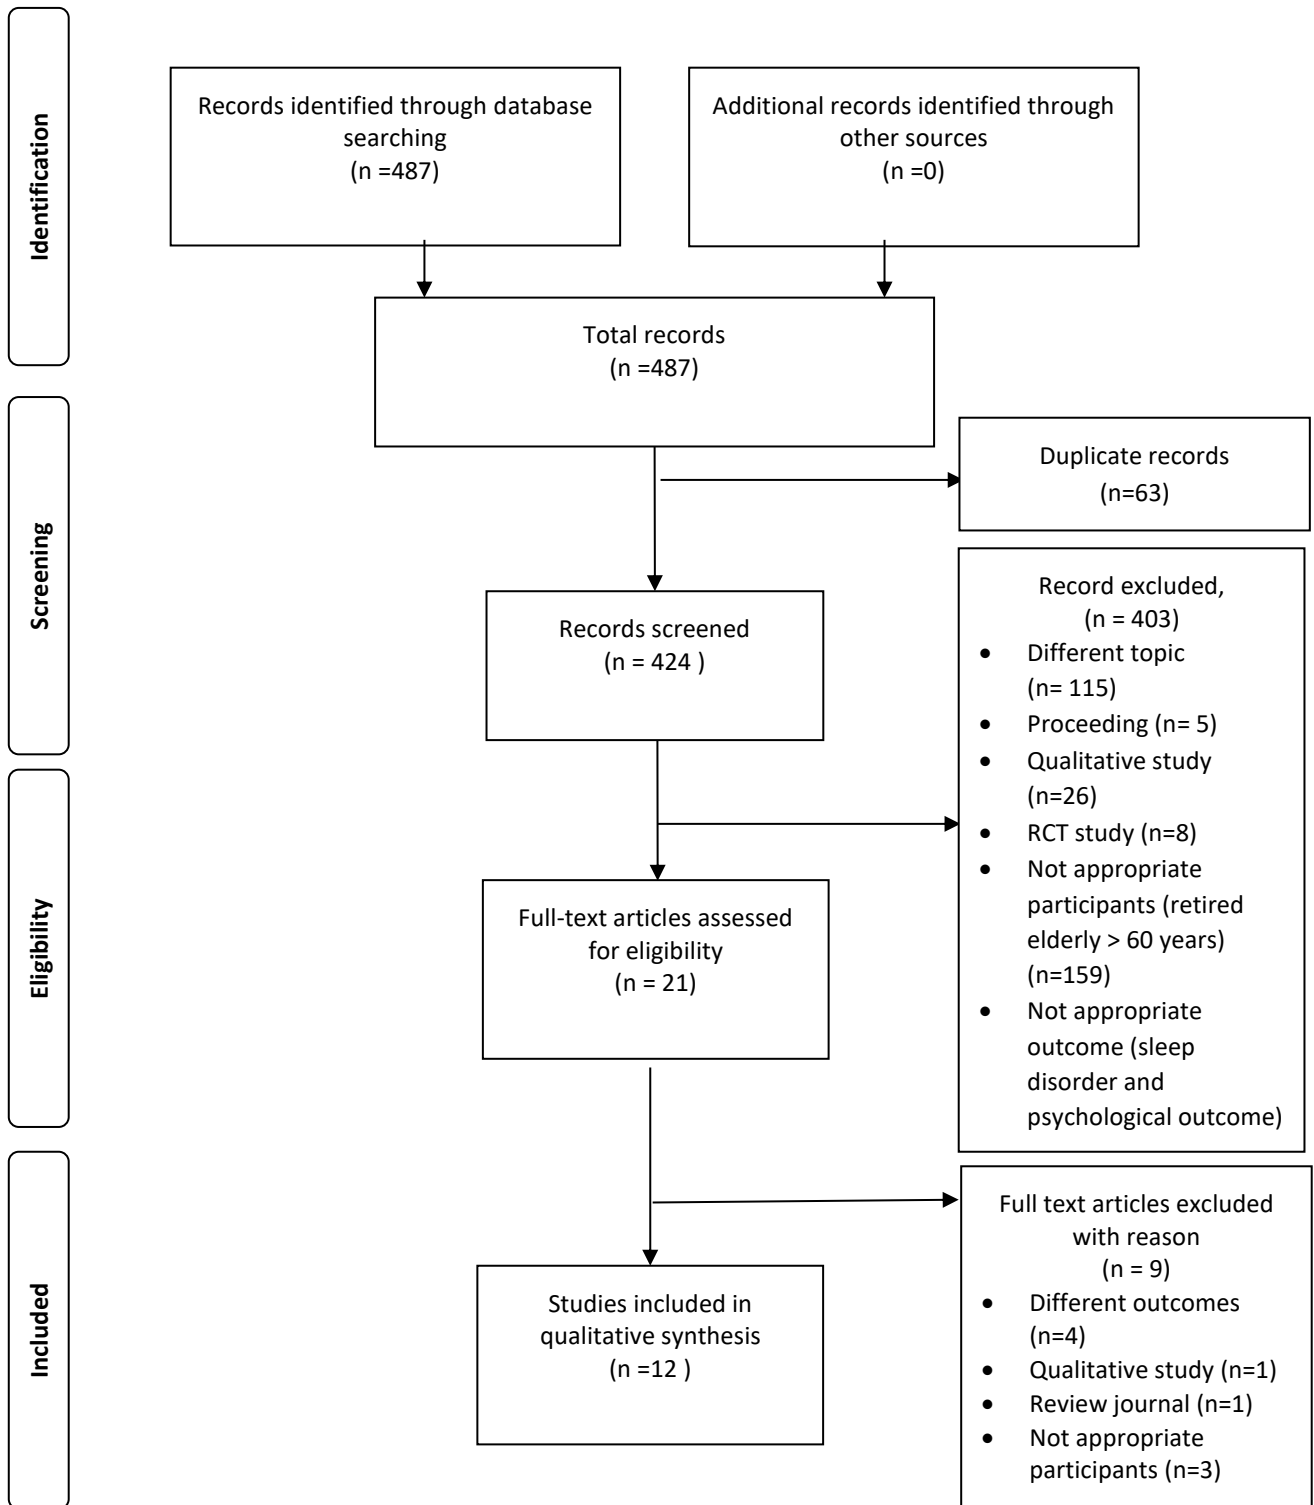 Identification
Records identified through database
searching
(n =487)
Additional records identified through
other sources
(n =0)
Total records
(n =487)
Screening
Duplicate records
(n=63)
Records screened
(n = 424 )
Record excluded,
(n = 403)
• Different topic
(n= 115)
• Proceeding (n= 5)
• Qualitative study
(n=26)
• RCT study (n=8)
• Not appropriate
participants (retired
elderly > 60 years)
(n=159)
• Not appropriate
outcome (sleep
disorder and
psychological outcome)
Eligibility
Full-text articles assessed
for eligibility
(n = 21)
Included
Full text articles excluded
with reason
(n = 9)
• Different outcomes
(n=4)
• Qualitative study (n=1)
• Review journal (n=1)
• Not appropriate
participants (n=3)
Studies included in
qualitative synthesis
(n =12 )